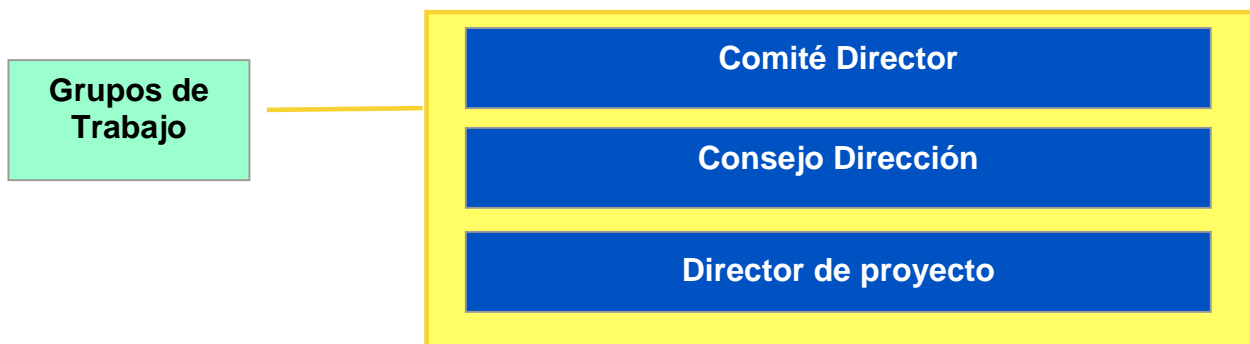 Grupos de
Trabajo
Comité Director
Consejo Dirección
Director de proyecto